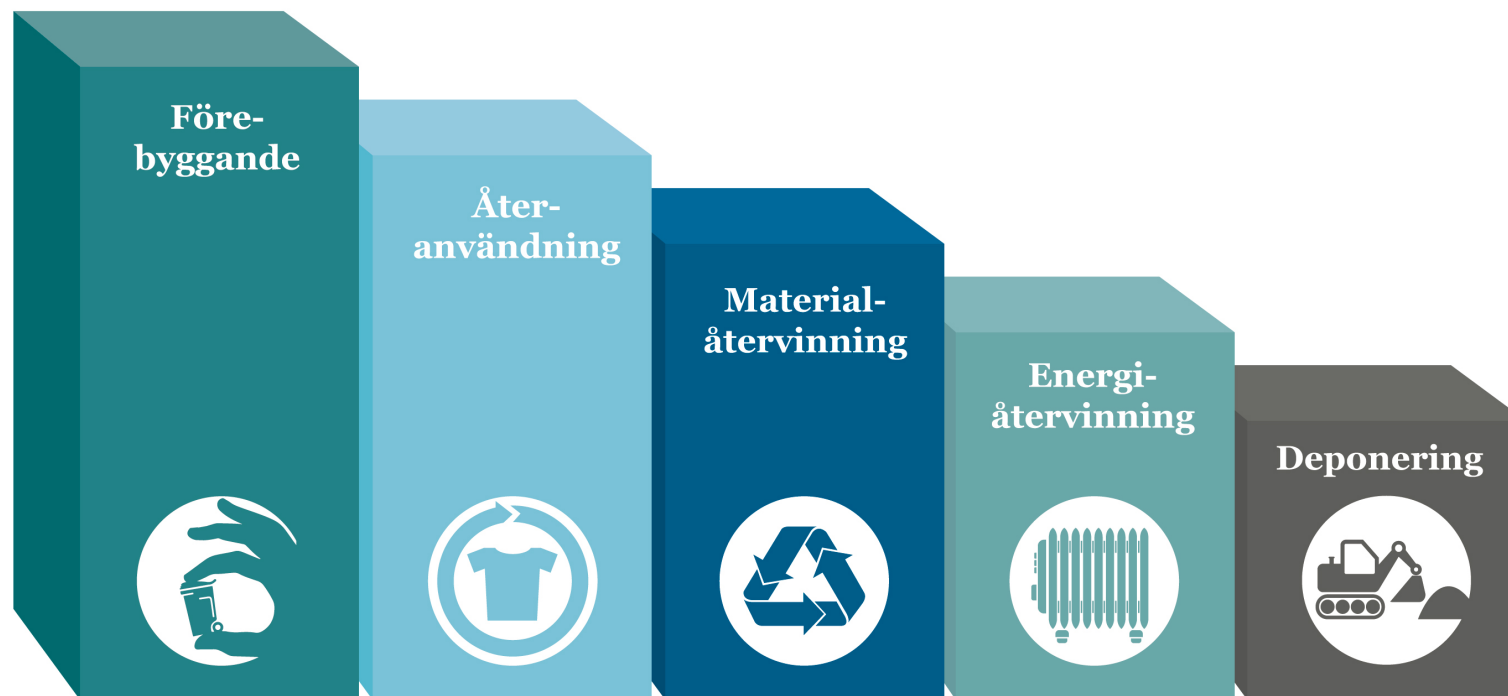 Före-
byggande
Åter-
användning
Material-
återvinning
Energi-
återvinning
Deponering